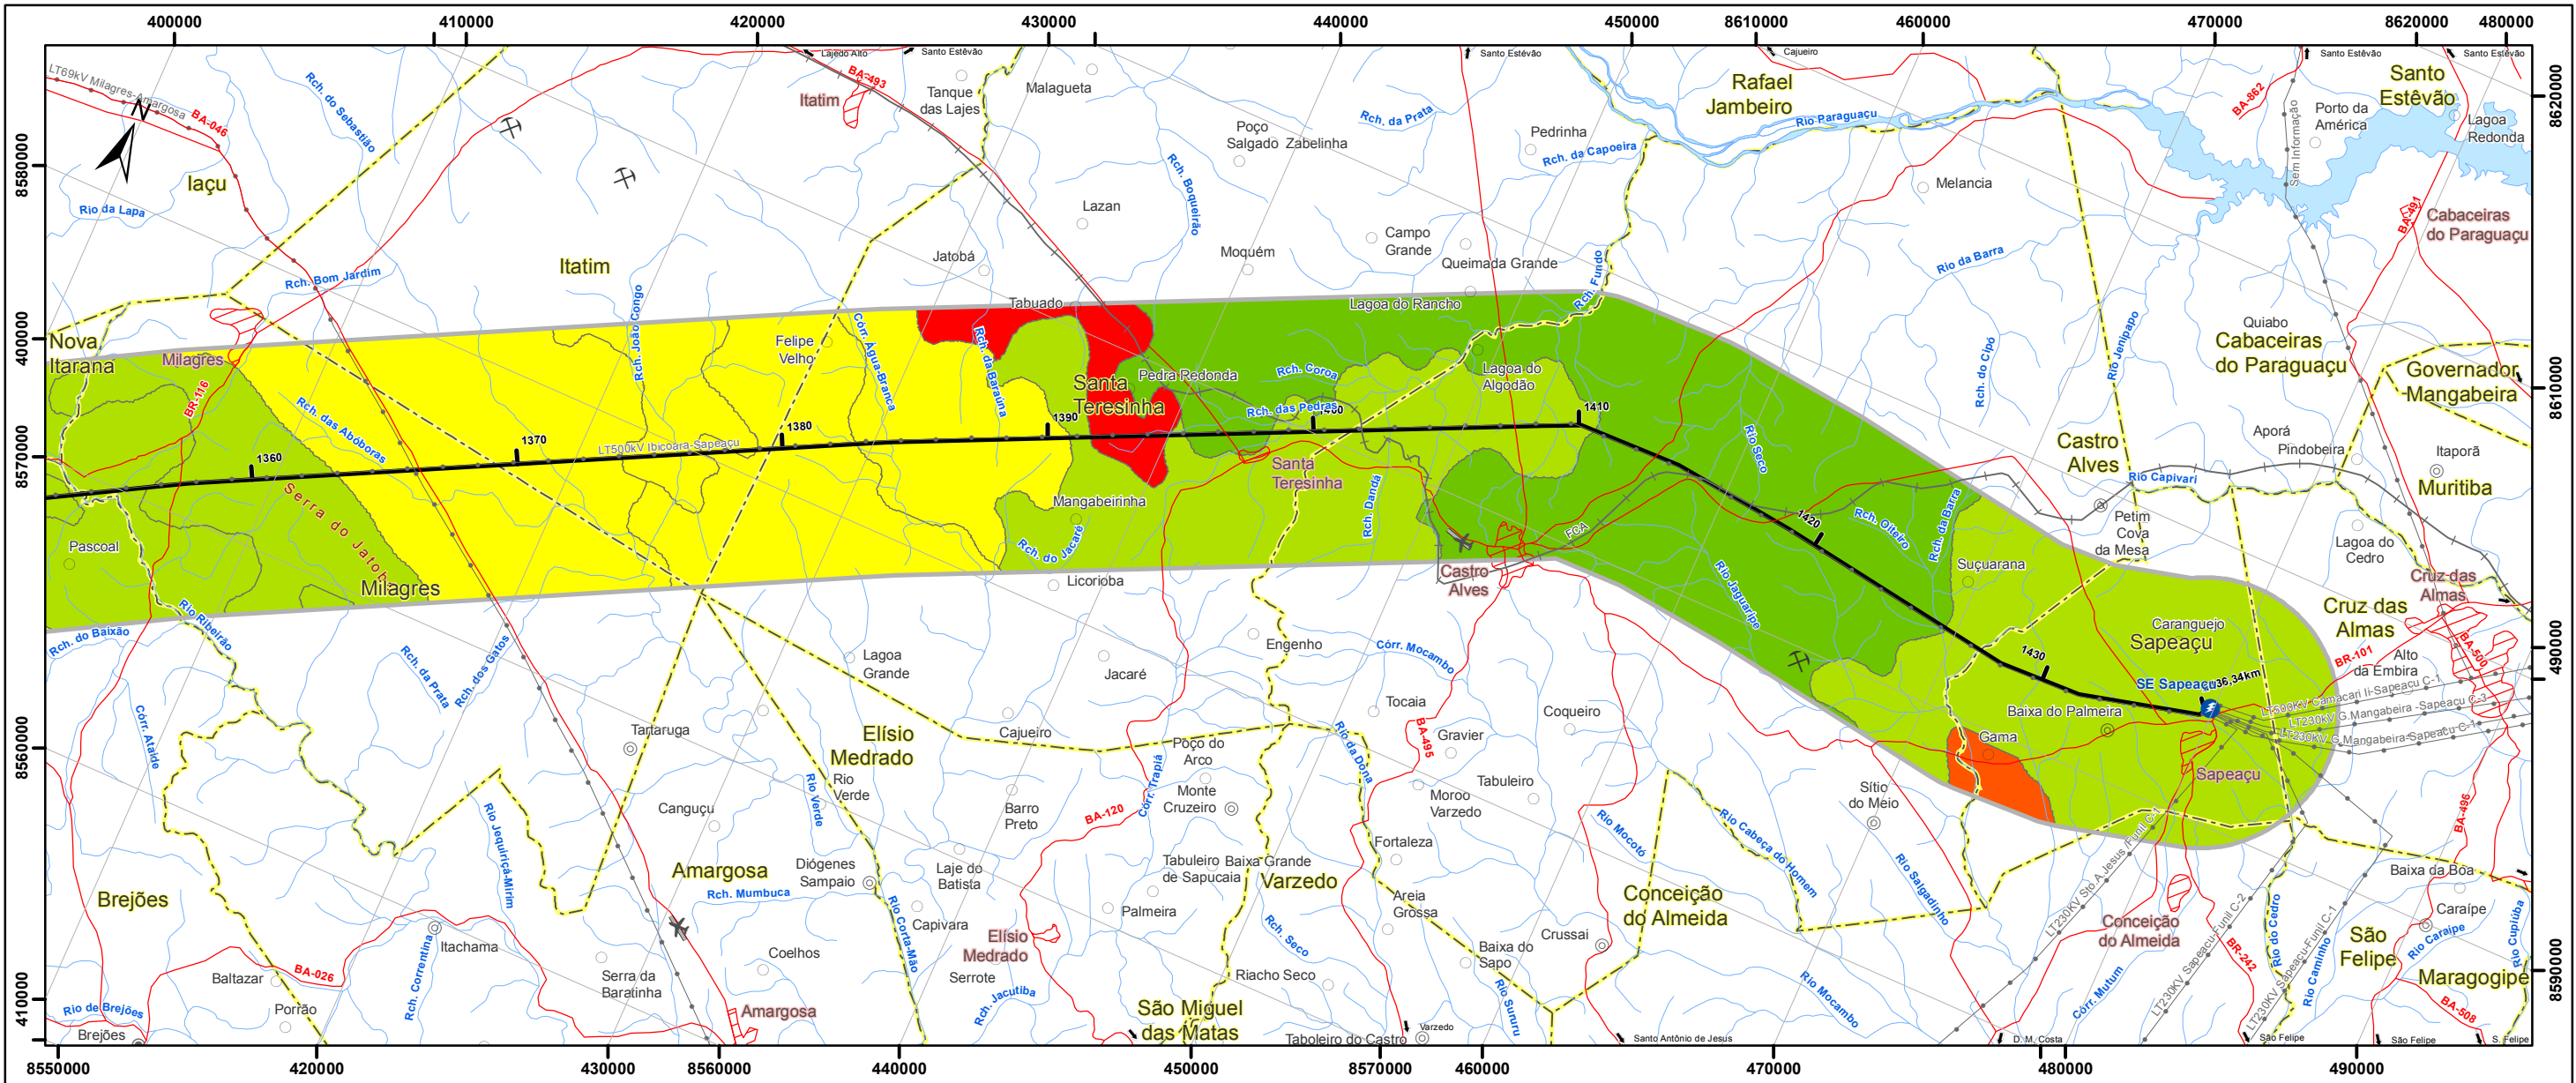 400000
410000
420000
430000
440000
450000
8610000
460000
470000
8620000
4800000
Lajedo Alto
Santo Estêvão
Santo Estêvão
Cajueiro
Santo Estêvão
Santo Estêvão
LT69kV Milagres-Amargosa
N
BA-046
Rch. do Sebastião
Itatim
BA-493
Tanque
das Lajes
Malagueta
Rch. da Prata
Poço
Salgado
Zabelinha
Pedrinha
Rch. da Capoeira
Rafael
Jambeiro
Rio Paraguaçu
BA-862
Sem Informação
Porto da
América
Santo
Estêvão
Lagoa
Redonda
8620000
8580000
Iaçu
Rio da Lapa
Rch. Boqueirão
Lazan
Melancia
BA-491
Cabaceiras
do Paraguaçu
Rch. Bom Jardim
Itatim
Jatobá
Moquém
Campo
Grande
Queimada Grande
Rch. Fundo
Rio da Barra
Rch. João Congo
Tabuado
Lagoa do Rancho
400000
Nova
Itarana
Milagres
BR-116
Felipe
Velho
Córr. Água-Branca
Rch. da Baraúna
Santa
Teresinha
Pedra Redonda
Rch. Coroa
Lagoa do
Algodão
Rch. do Cipó
Rio Jenipapo
Quiabo
Cabaceiras
do Paraguaçu
Governador
Mangabeira
8610000
Rch. das Abóboras
Rch. das Pedras
1360
1370
1380
1390
1410
LT500kV Ibicoara-Sapeaçu
8570000
Serra do Jatobá
Santa
Teresinha
Rch. Dandá
Rio Seco
Castro
Alves
Aporá
Pindobeira
Itaporã
Muritiba
Rio Capivari
Mangabeirinha
Rch. do Jacaré
1420
Rch. Oiteiro
Rch. da Barra
Petim
Cova
da Mesa
Lagoa do
Cedro
Pascoal
Milagres
Licorioba
FCA
Castro
Alves
Rio Jaguaripe
Suçuarana
Cruz das
Almas
Cruz das
Almas
Rio Ribeirão
Rch. do Baixão
Rch. da Prata
Rch. dos Gatos
Lagoa
Grande
Engenho
Jacaré
Córr. Mocambo
Caranguejo
Sapeaçu
1430
BR-101
Alto
da Embira
BA-500
490000
SE Sapeaçu
36,34km
LT500KV Camacari II-Sapeaçu C-1
LT230kV G.Mangabeira -Sapeacu C-3
LT230kV G.Mangabeira-Sapeacu C-1
Córr. Ataíde
Tartaruga
Elísio
Medrado
Cajueiro
Poço do
Arco
Rio da Dona
Tocaia
BA-495
Gravier
Coqueiro
Baixa do Palmeira
Gama
8560000
Rio
Verde
Rio Verde
Canguçu
Barro
Preto
BA-120
Córr. Trapiá
Monte
Cruzeiro
Moroo
Varzedo
Tabuleiro
Sítio
do Meio
Sapeaçu
BA-496
Rio Jequiriçá-Mirim
Rio Mocotó
Rio Cabeça do Homem
Rio Salgadinho
Fortaleza
Amargosa
Rch. Mumbuca
Diógenes
Sampaio
Laje do
Batista
Tabuleiro
de Sapucaia
Baixa Grande
Varzedo
Baixa da Boa
Brejões
Capivara
Rio Corta-Mão
Palmeira
Rch. Seco
Areia
Grossa
Conceição
do Almeida
LT230KV Sto.A.Jesus /Funil C-1
Conceição
do Almeida
BR-242
LT230KV Sapeaçu-Funil C-2
LT230KV Sapeaçu-Funil C-1
Rio do Cedro
Rio Caminho
São
Felipe
Caraípe
Rio Caraipe
Rio Cupiúba
Itachama
Rch. Correntina
Coelhos
Elísio
Medrado
Serrote
Baixa do
Sapo
Crussai
Baltazar
BA-026
Serra da
Baratinha
Riacho Seco
Rio Sururu
Rio Mocambo
Córr. Mutum
Maragogipe
8590000
410000
Rio de Brejões
Porrão
Brejões
Amargosa
Rch. Jacutiba
São Miguel
das Matas
Taboleiro do Castro
Varzedo
Santo Antônio de Jesus
D. M. Costa
São Felipe
São Felipe
S. Felipe
BA-508
8550000
420000
430000
8560000
440000
450000
8570000
460000
470000
480000
490000